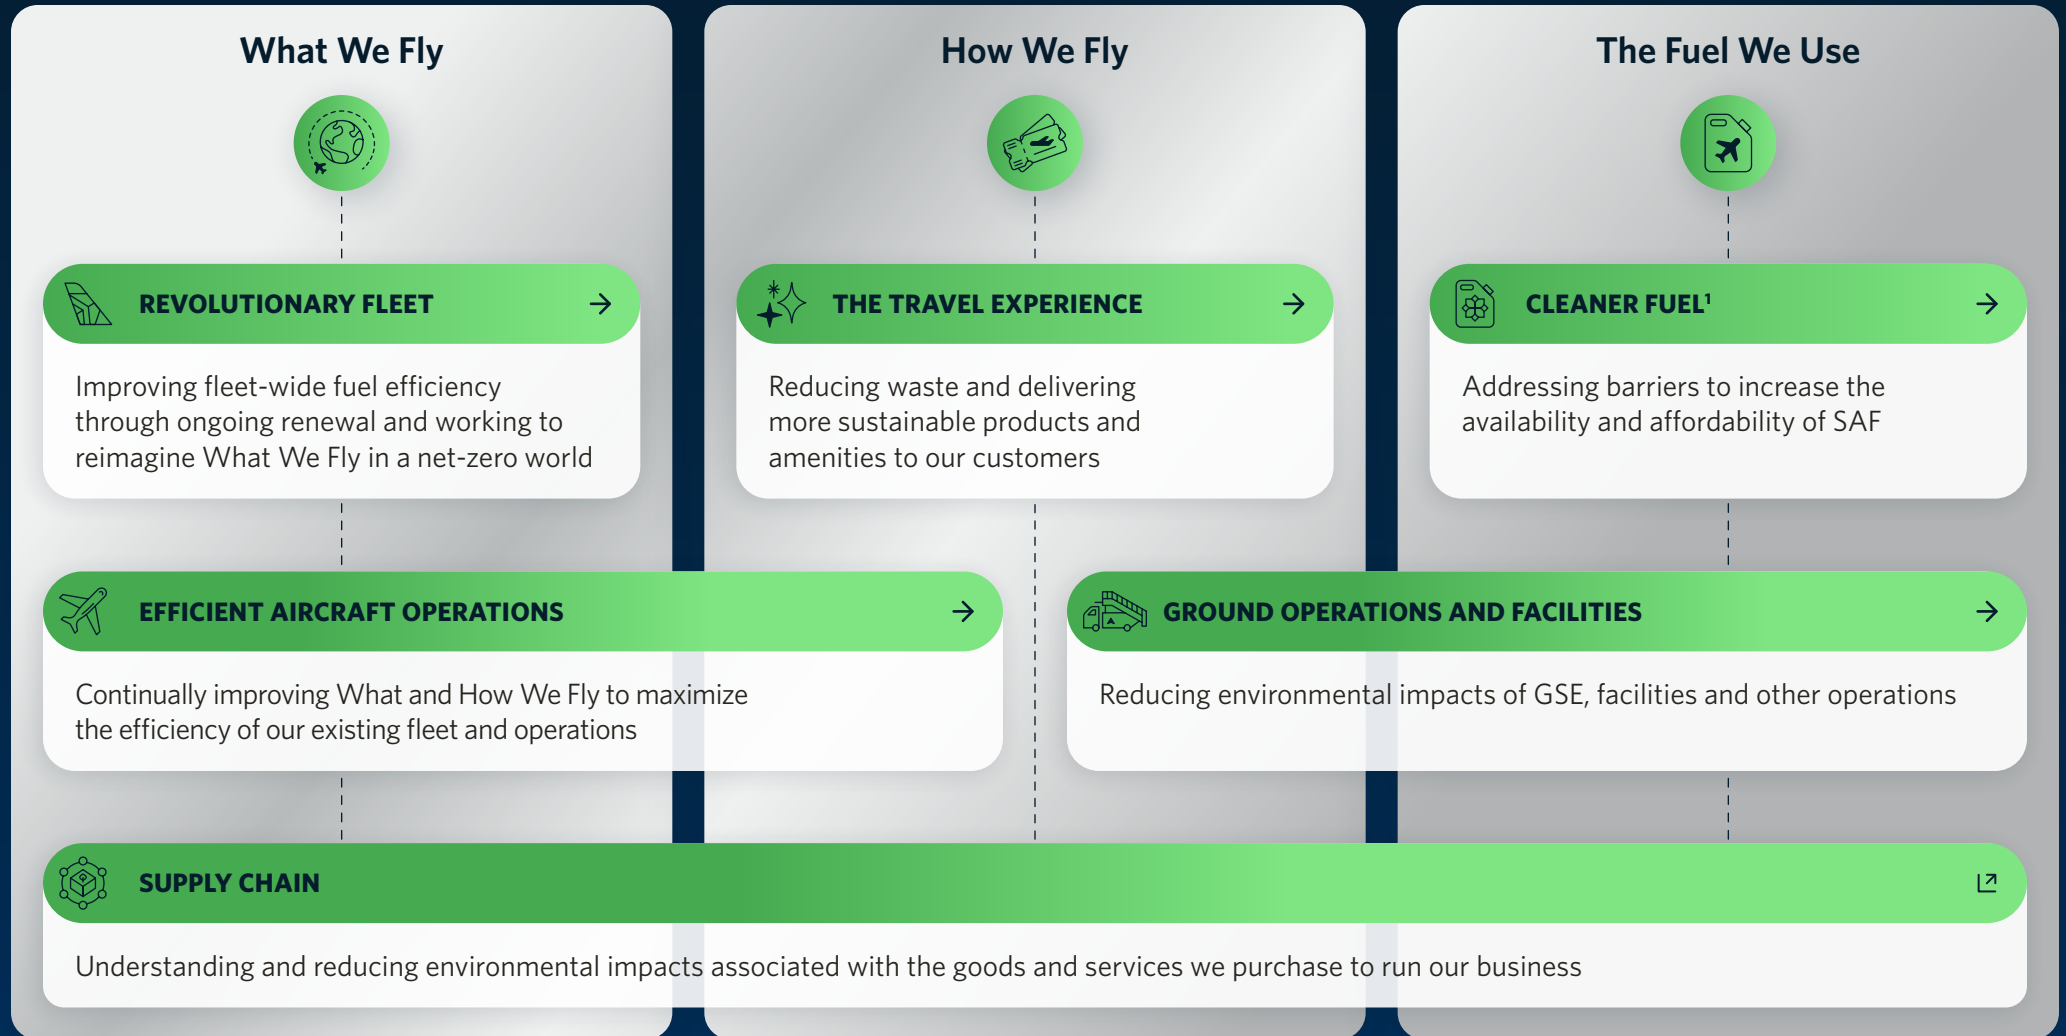 What We Fly
How We Fly
The Fuel We Use
REVOLUTIONARY FLEET
Improving fleet-wide fuel efficiency
through ongoing renewal and working to
reimagine What We Fly in a net-zero world
THE TRAVEL EXPERIENCE
Reducing waste and delivering
more sustainable products and
amenities to our customers
CLEANER FUEL¹
Addressing barriers to increase the
availability and affordability of SAF
EFFICIENT AIRCRAFT OPERATIONS
Continually improving What and How We Fly to maximize
the efficiency of our existing fleet and operations
GROUND OPERATIONS AND FACILITIES
Reducing environmental impacts of GSE, facilities and other operations
SUPPLY CHAIN
Understanding and reducing environmental impacts associated with the goods and services we purchase to run our business